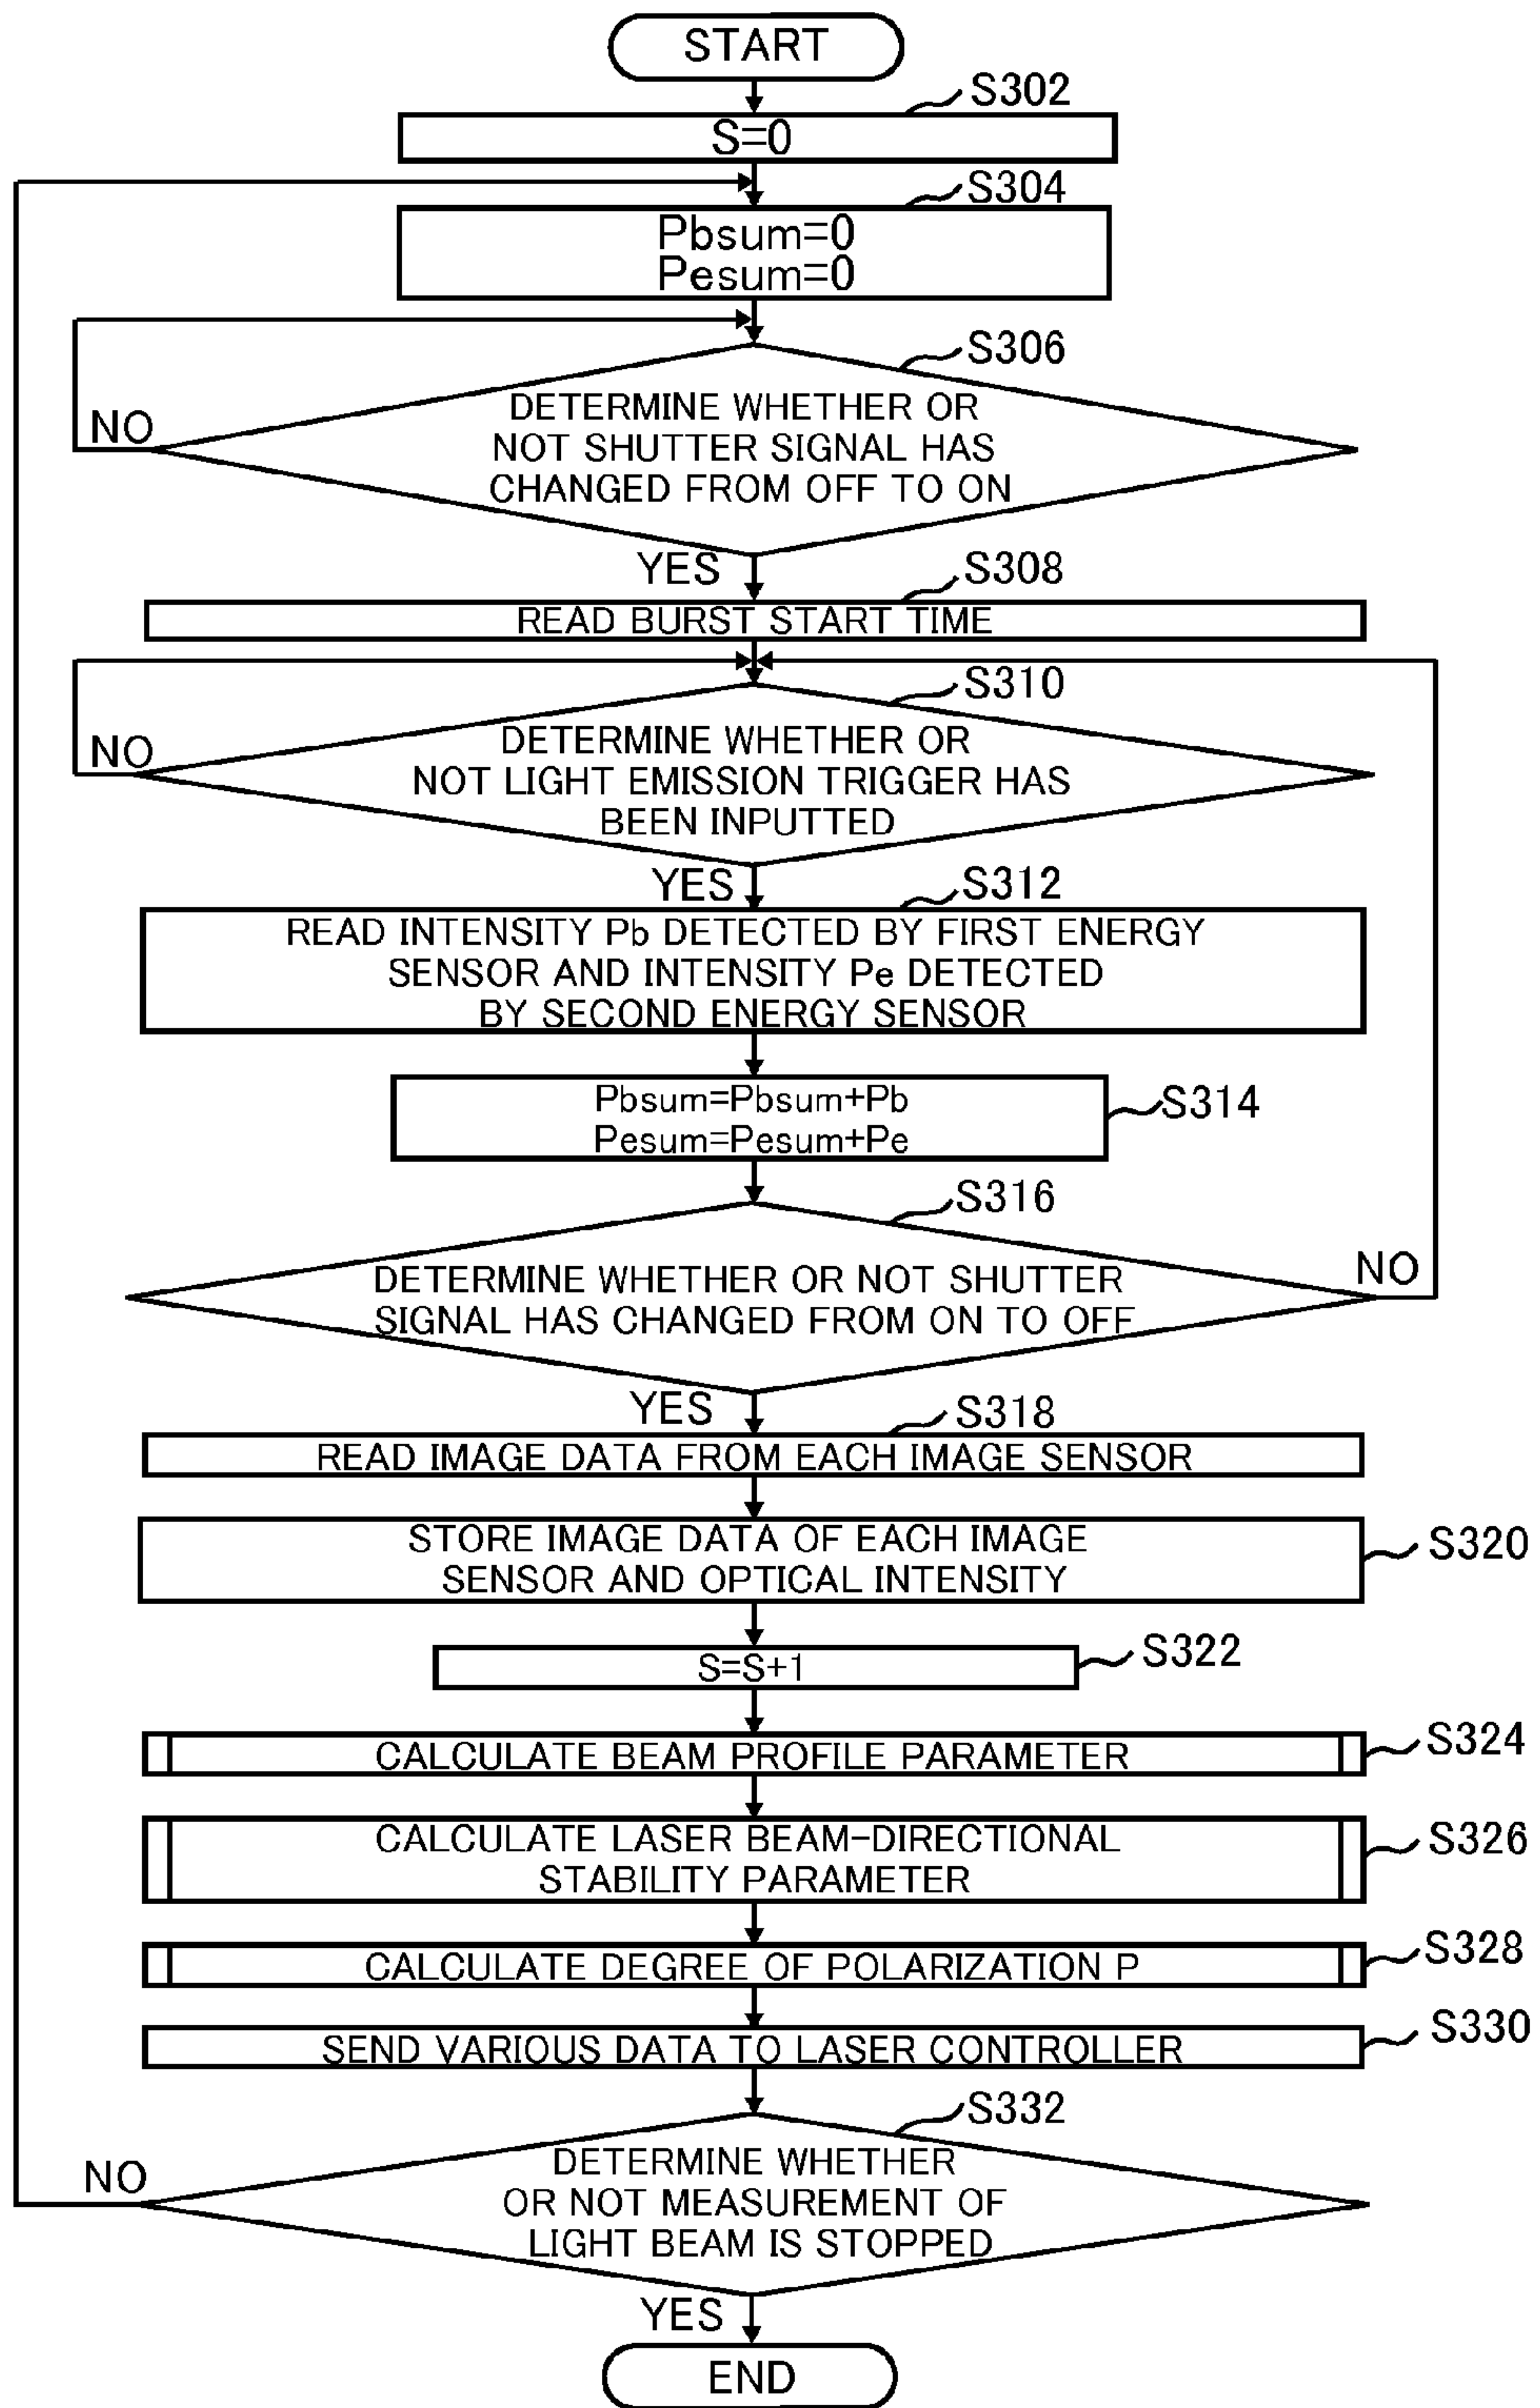 START
S302
S=0
S304
Pbsum=0
Pesum=0
S306
DETERMINE WHETHER OR
NOT SHUTTER SIGNAL HAS
CHANGED FROM OFF TO ON
NO
YES
S308
READ BURST START TIME
S310
DETERMINE WHETHER OR
NOT LIGHT EMISSION TRIGGER HAS
BEEN INPUTTED
NO
YES
S312
READ INTENSITY Pb DETECTED BY FIRST ENERGY
SENSOR AND INTENSITY Pe DETECTED
BY SECOND ENERGY SENSOR
Pbsum=Pbsum+Pb
Pesum=Pesum+Pe
S314
S316
DETERMINE WHETHER OR NOT SHUTTER
SIGNAL HAS CHANGED FROM ON TO OFF
NO
YES
S318
READ IMAGE DATA FROM EACH IMAGE SENSOR
STORE IMAGE DATA OF EACH IMAGE
SENSOR AND OPTICAL INTENSITY
S320
S=S+1
S322
CALCULATE BEAM PROFILE PARAMETER
S324
CALCULATE LASER BEAM-DIRECTIONAL
STABILITY PARAMETER
S326
CALCULATE DEGREE OF POLARIZATION P
S328
SEND VARIOUS DATA TO LASER CONTROLLER
S330
S332
DETERMINE WHETHER
OR NOT MEASUREMENT OF
LIGHT BEAM IS STOPPED
NO
YES
END